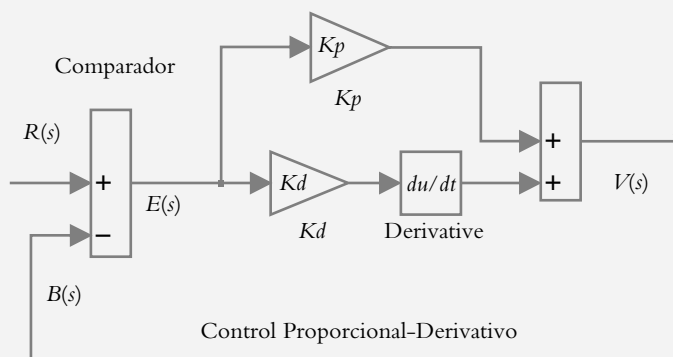 Kp
Comparador
Kp
R(s)
+
+
E(s)
Kd
du/dt
+
V(s)
−
Kd
Derivative
B(s)
Control Proporcional-Derivativo